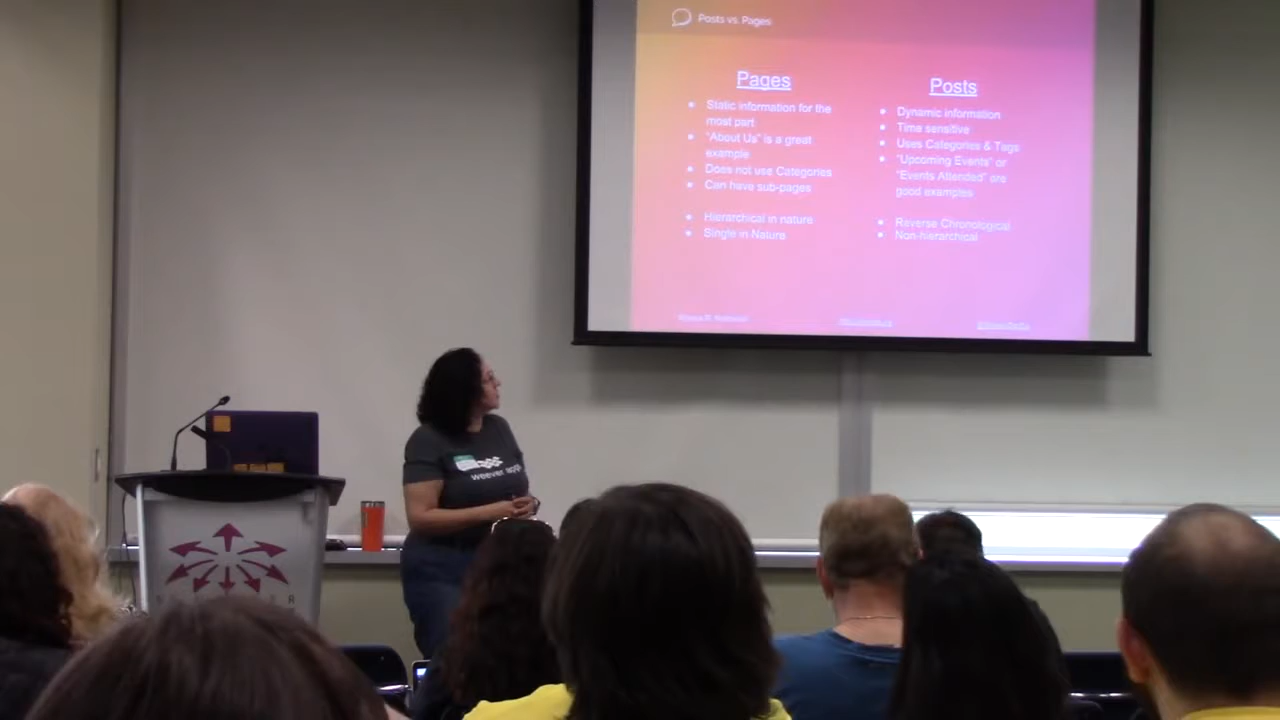 Posts vs. Pages
Pages
Static information for the
most part
"About Us" is a great
example
Does not use Categories
Can have sub-pages
Hierarchical in nature
Single in Nature
Posts
Dynamic information
Time sensitive
Uses Categories & Tags
"Upcoming Events" or
"Events Attended" are
good examples
Reverse Chronological
Non-hierarchical
weever